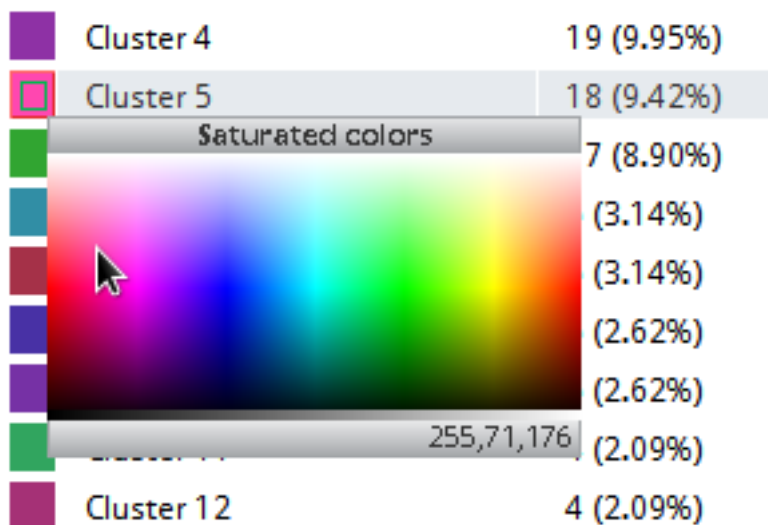 Cluster 4 19 (9.95%)
Cluster 5 18 (9.42%)
Saturated colors
7 (8.90%)
(3.14%)
(3.14%)
(2.62%)
(2.62%)
255,71,176
(2.09%)
Cluster 12 4 (2.09%)